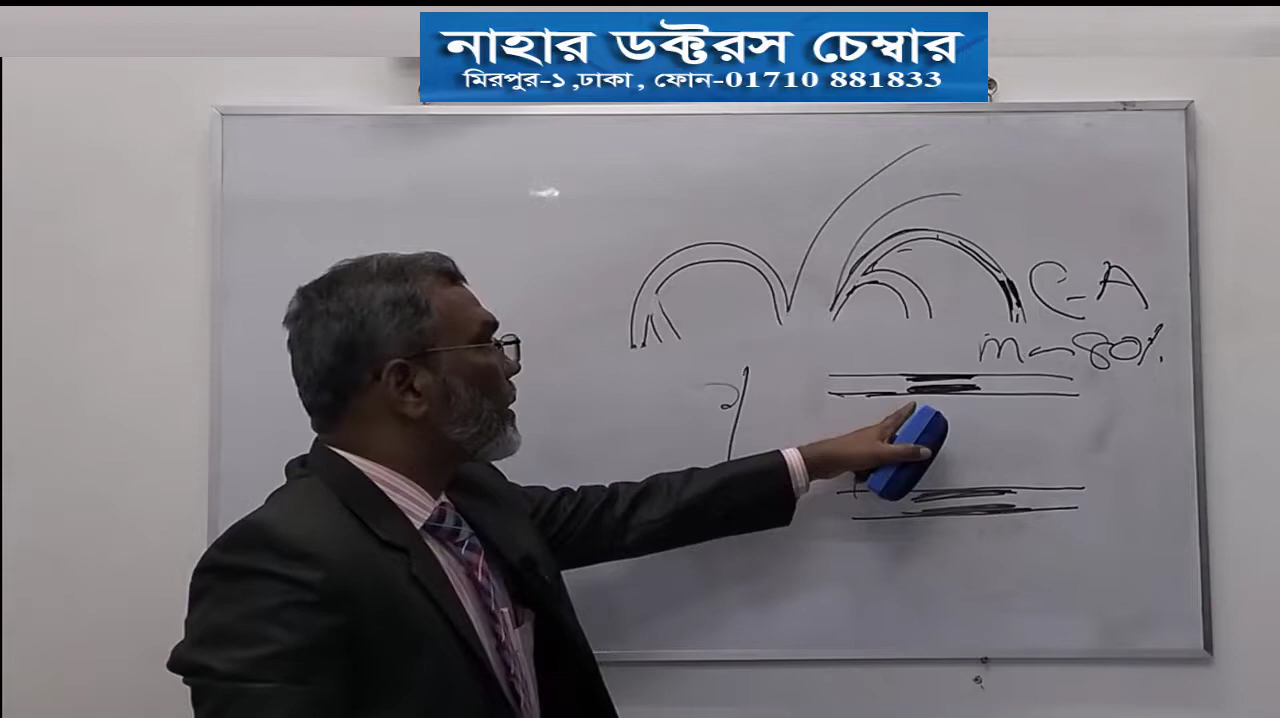 নাহার ডক্টরস চেম্বার
মিরপুর-১ ,ঢাকা , ফোন-01710 881833
C-A
m-80%